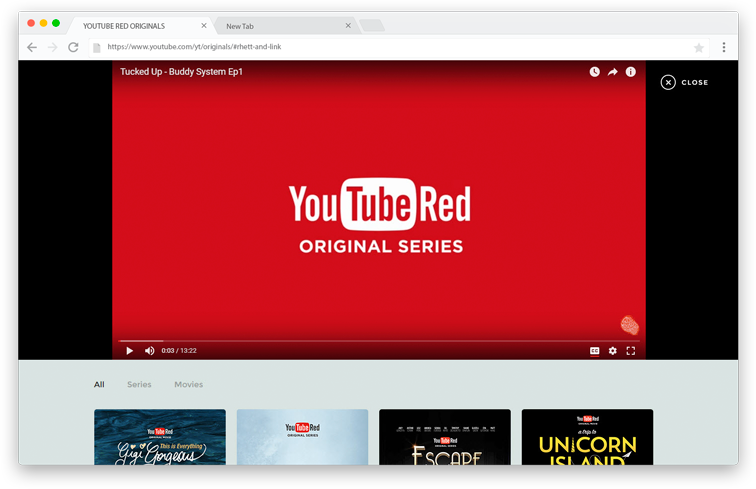 YOUTUBE RED ORIGINALS
New Tab
https://www.youtube.com/yt/originals/#rhett-and-link
Tucked Up - Buddy System Ep1
CLOSE
YouTube Red
ORIGINAL SERIES
0:03 / 13:22
CC
All Series Movies
YouTube Red
ORIGINAL MOVIE
This is Everything
Gigi Gorgeous
YouTube Red
ORIGINAL SERIES
YouTube Red
ORIGINAL SERIES
ESCAPE
YouTube Red
a Trip to
UNICORN
ISLAND